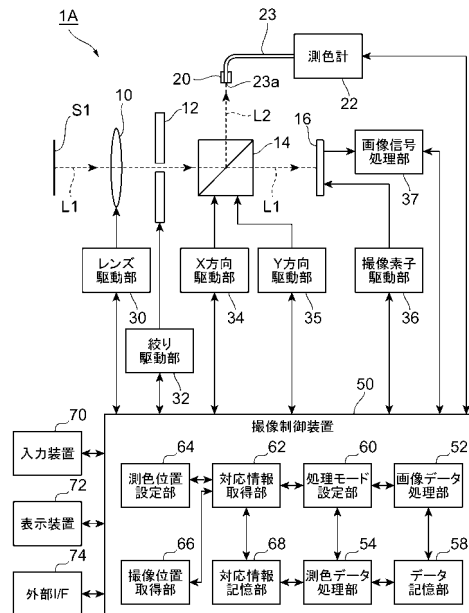 1A
S1
10
12
20
23
23a
22
測色計
L2
14
16
L1
L1
画像信号
処理部
37
レンズ
駆動部
30
X方向
駆動部
34
Y方向
駆動部
35
撮像素子
駆動部
36
絞り
駆動部
32
50
撮像制御装置
70
入力装置
72
表示装置
74
外部I/F
64
測色位置
設定部
62
対応情報
取得部
60
処理モード
設定部
52
画像データ
処理部
66
撮像位置
取得部
68
対応情報
記憶部
54
測色データ
処理部
58
データ
記憶部